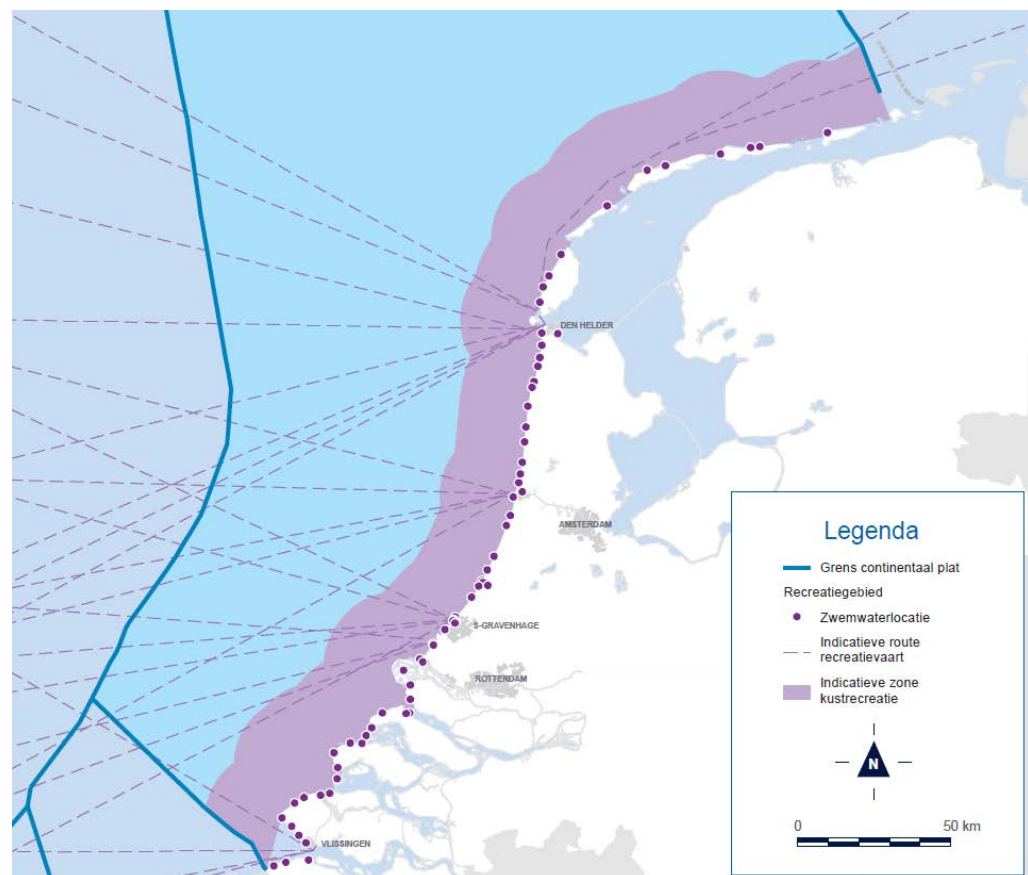 DEN HELDER
AMSTERDAM
S-GRAVENHAGE
ROTTERDAM
VLISSINGEN
Legenda
Grens continentaal plat
Recreatiegebied
Zwemwaterlocatie
Indicatieve route
recreatievaart
Indicatieve zone
kustrecreatie
N
0 50 km